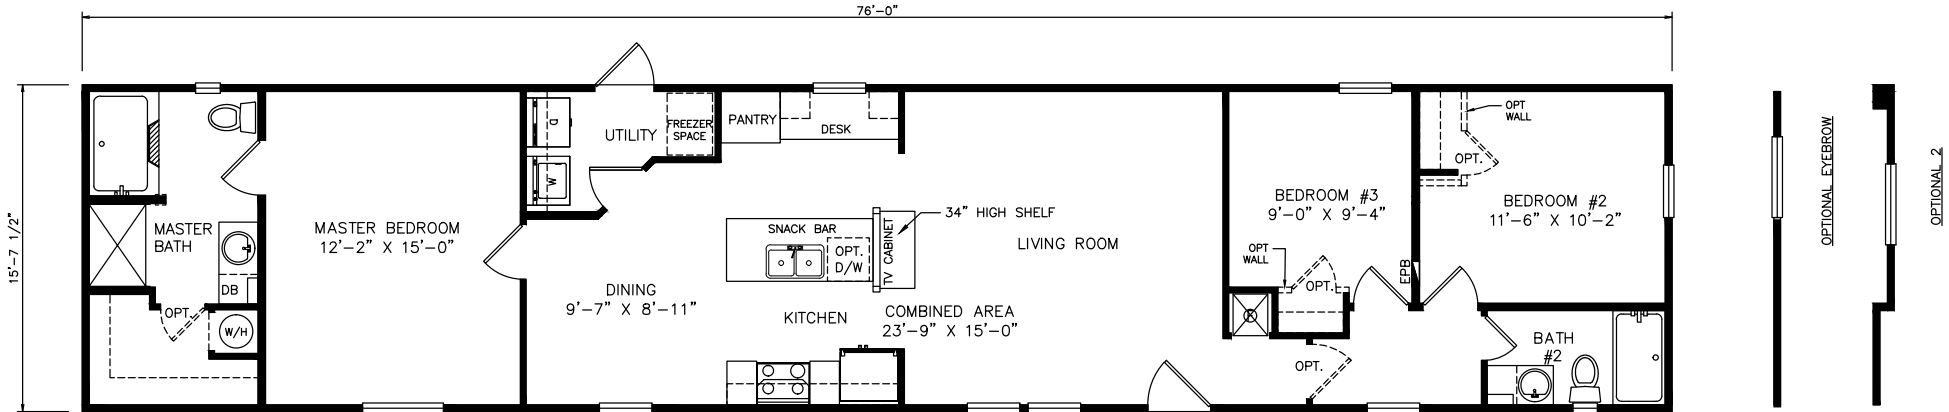 76'-0"
15'-7 1/2"
MASTER
BATH
DB
OPT.
W/H
MASTER BEDROOM
12'-2" X 15'-0"
D
W
UTILITY
FREEZER
SPACE
PANTRY
DESK
DINING
9'-7" X 8'-11"
SNACK BAR
OPT.
D/W
TV CABINET
34" HIGH SHELF
KITCHEN
LIVING ROOM
COMBINED AREA
23'-9" X 15'-0"
BEDROOM #3
9'-0" X 9'-4"
OPT
WALL
OPT.
EPB
OPT
WALL
OPT.
BEDROOM #2
11'-6" X 10'-2"
OPT.
BATH
#2
OPTIONAL EYEBROW
OPTIONAL 2